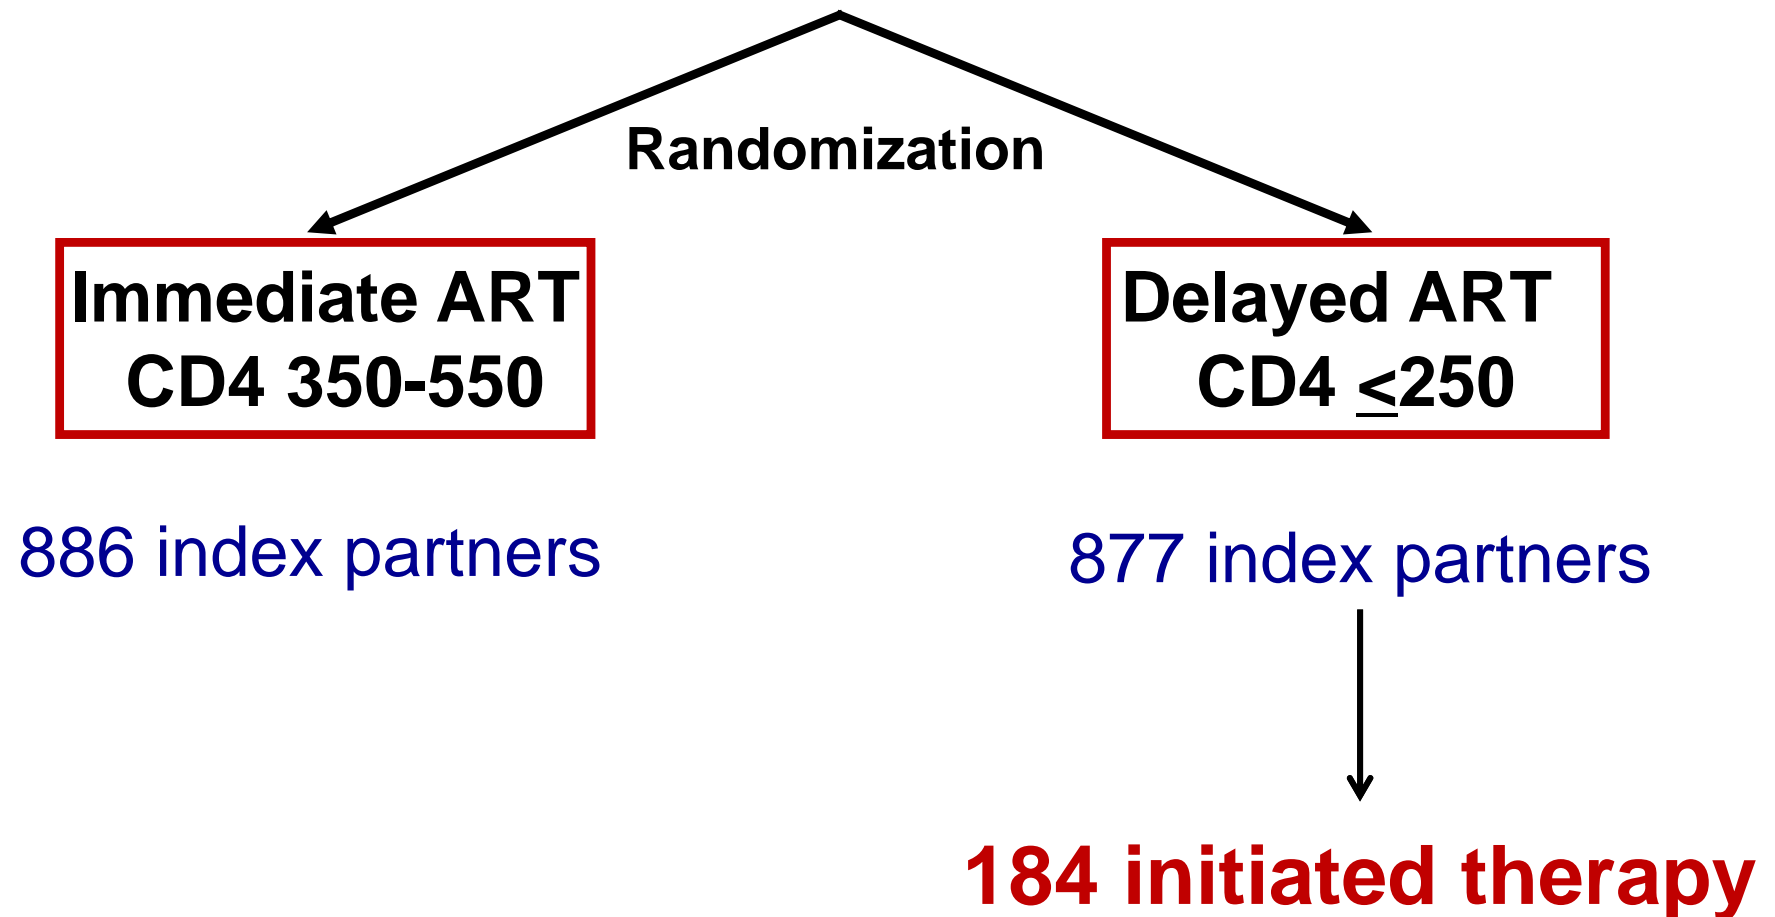 Randomization
Immediate ART
CD4 350-550
Delayed ART
CD4 <250
886 index partners
877 index partners
184 initiated therapy